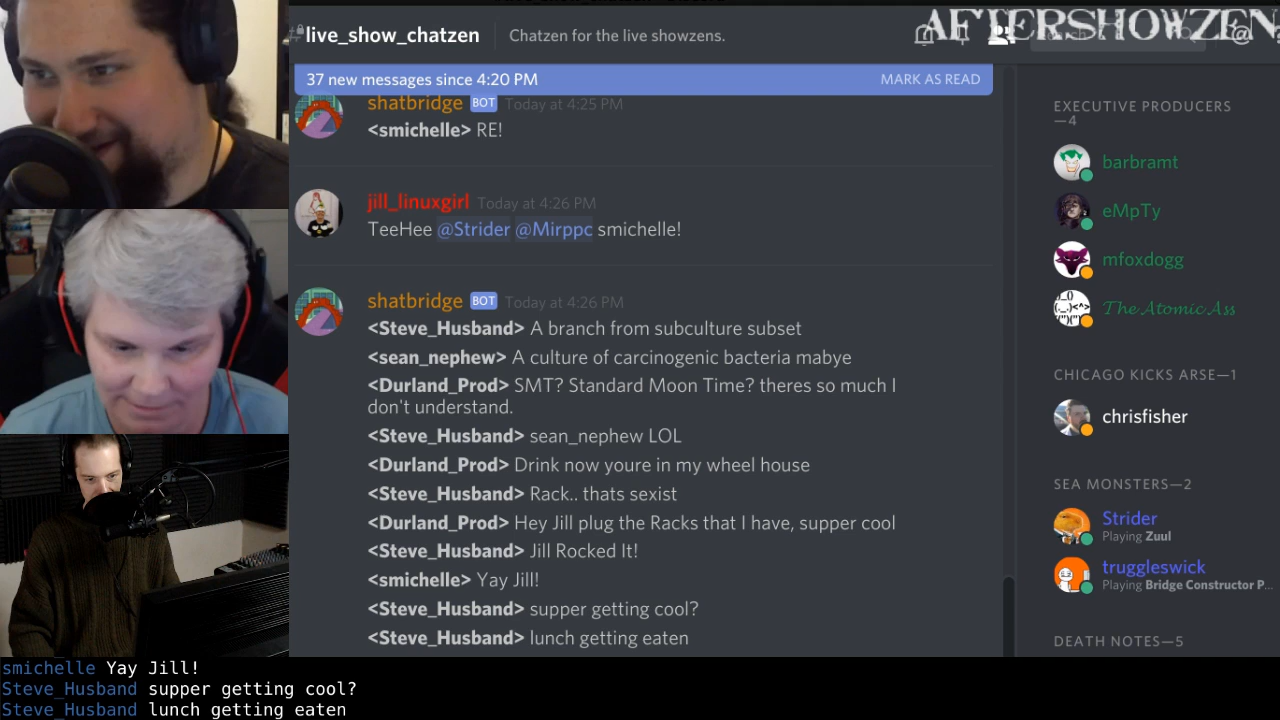 AFTERSHOWZEN
live_show_chatzen
Chatzen for the live showzens.
37 new messages since 4:20 PM
MARK AS READ
shatbridge BOT Today at 4:25 PM
<smichelle> RE!
jill_linuxgirl Today at 4:26 PM
TeeHee @Strider @Mirppc smichelle!
shatbridge BOT Today at 4:26 PM
<Steve_Husband> A branch from subculture subset
<sean_nephew> A culture of carcinogenic bacteria mabye
<Durland_Prod> SMT? Standard Moon Time? theres so much I
don't understand.
<Steve_Husband> sean_nephew LOL
<Durland_Prod> Drink now youre in my wheel house
<Steve_Husband> Rack.. thats sexist
<Durland_Prod> Hey Jill plug the Racks that I have, supper cool
<Steve_Husband> Jill Rocked It!
<smichelle> Yay Jill!
<Steve_Husband> supper getting cool?
<Steve_Husband> lunch getting eaten
EXECUTIVE PRODUCERS
—4
barbramt
eMpTy
mfoxdogg
The Atomic Ass
CHICAGO KICKS ARSE—1
chrisfisher
SEA MONSTERS—2
Strider
Playing Zuul
truggleswick
Playing Bridge Constructor P...
DEATH NOTES—5
smichelle Yay Jill!
Steve_Husband supper getting cool?
Steve_Husband lunch getting eaten